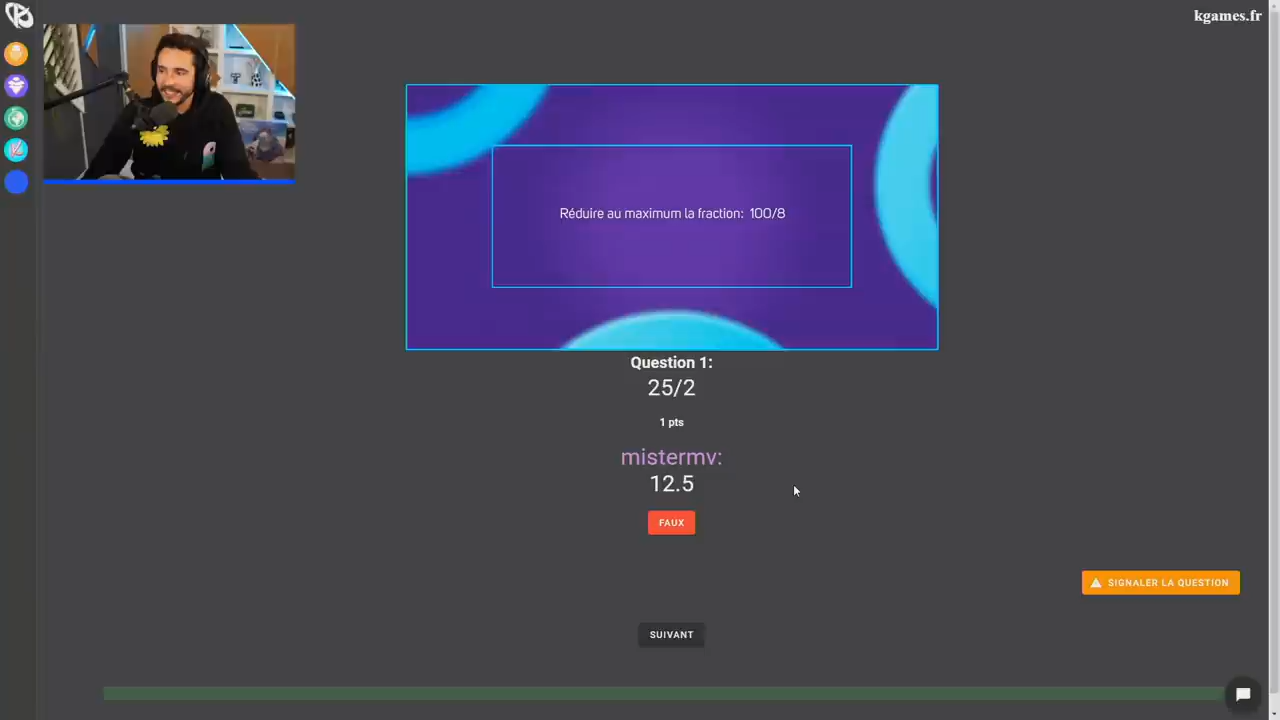 kgames.fr
Réduire au maximum la fraction: 100/8
Question 1:
25/2
1 pts
mistermv:
12.5
FAUX
SIGNALER LA QUESTION
SUIVANT